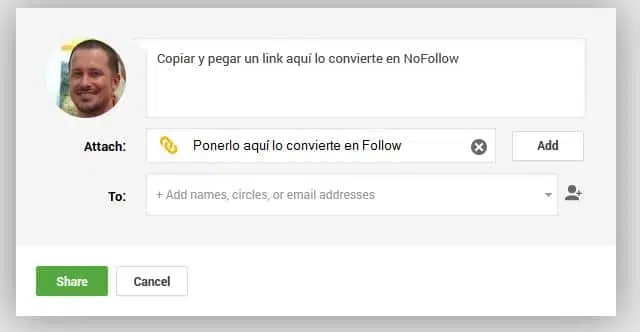 Copiar y pegar un link aquí lo convierte en NoFollow
Attach: Ponerlo aquí lo convierte en Follow Add
To: + Add names, circles, or email addresses
Share Cancel